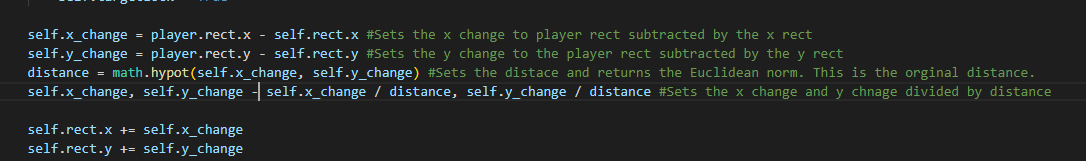 self.x_change = player.rect.x - self.rect.x #Sets the x change to player rect subtracted by the x rect
self.y_change = player.rect.y - self.rect.y #Sets the y change to the player rect subtracted by the y rect
distance = math.hypot(self.x_change, self.y_change) #Sets the distace and returns the Euclidean norm. This is the orginal distance.
self.x_change, self.y_change - self.x_change / distance, self.y_change / distance #Sets the x change and y chnage divided by distance
self.rect.x += self.x_change
self.rect.y += self.y_change